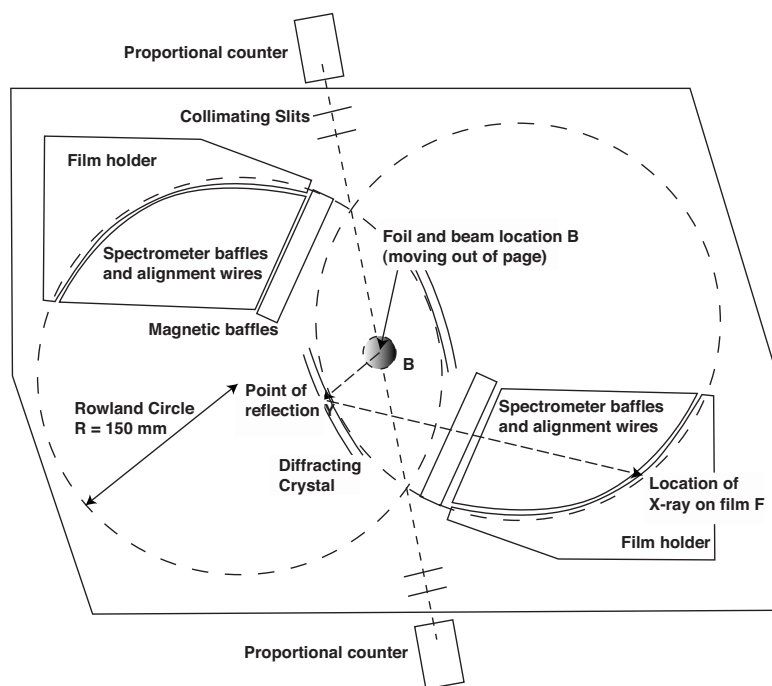 Proportional counter
Collimating Slits
Film holder
Foil and beam location B
(moving out of page)
Spectrometer baffles
and alignment wires
Magnetic baffles
B
Rowland Circle
R = 150 mm
Point of
reflection Y
Spectrometer baffles
and alignment wires
Diffracting
Crystal
Location of
X-ray on film F
Film holder
Proportional counter